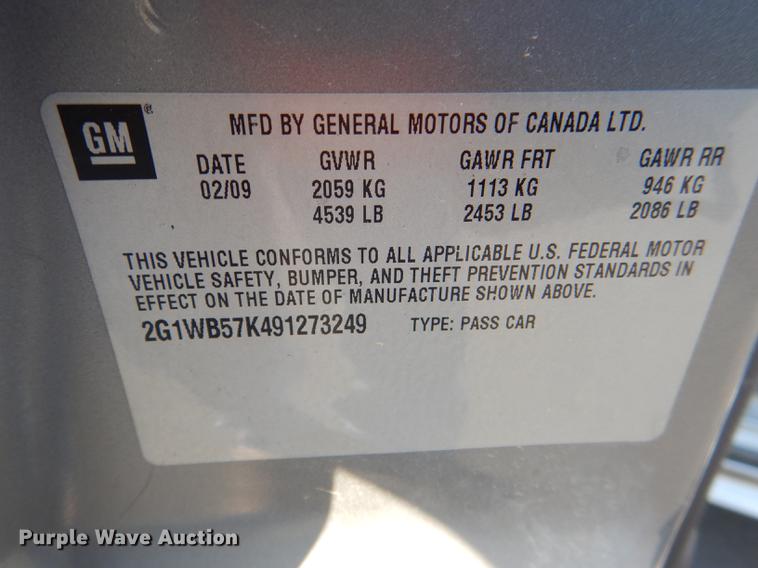 GM
®
MFD BY GENERAL MOTORS OF CANADA LTD.
DATE GVWR GAWR FRT GAWR RR
02/09 2059 KG 1113 KG 946 KG
4539 LB 2453 LB 2086 LB
THIS VEHICLE CONFORMS TO ALL APPLICABLE U.S. FEDERAL MOTOR
VEHICLE SAFETY, BUMPER, AND THEFT PREVENTION STANDARDS IN
EFFECT ON THE DATE OF MANUFACTURE SHOWN ABOVE.
2G1WB57K491273249 TYPE: PASS CAR
Purple Wave Auction